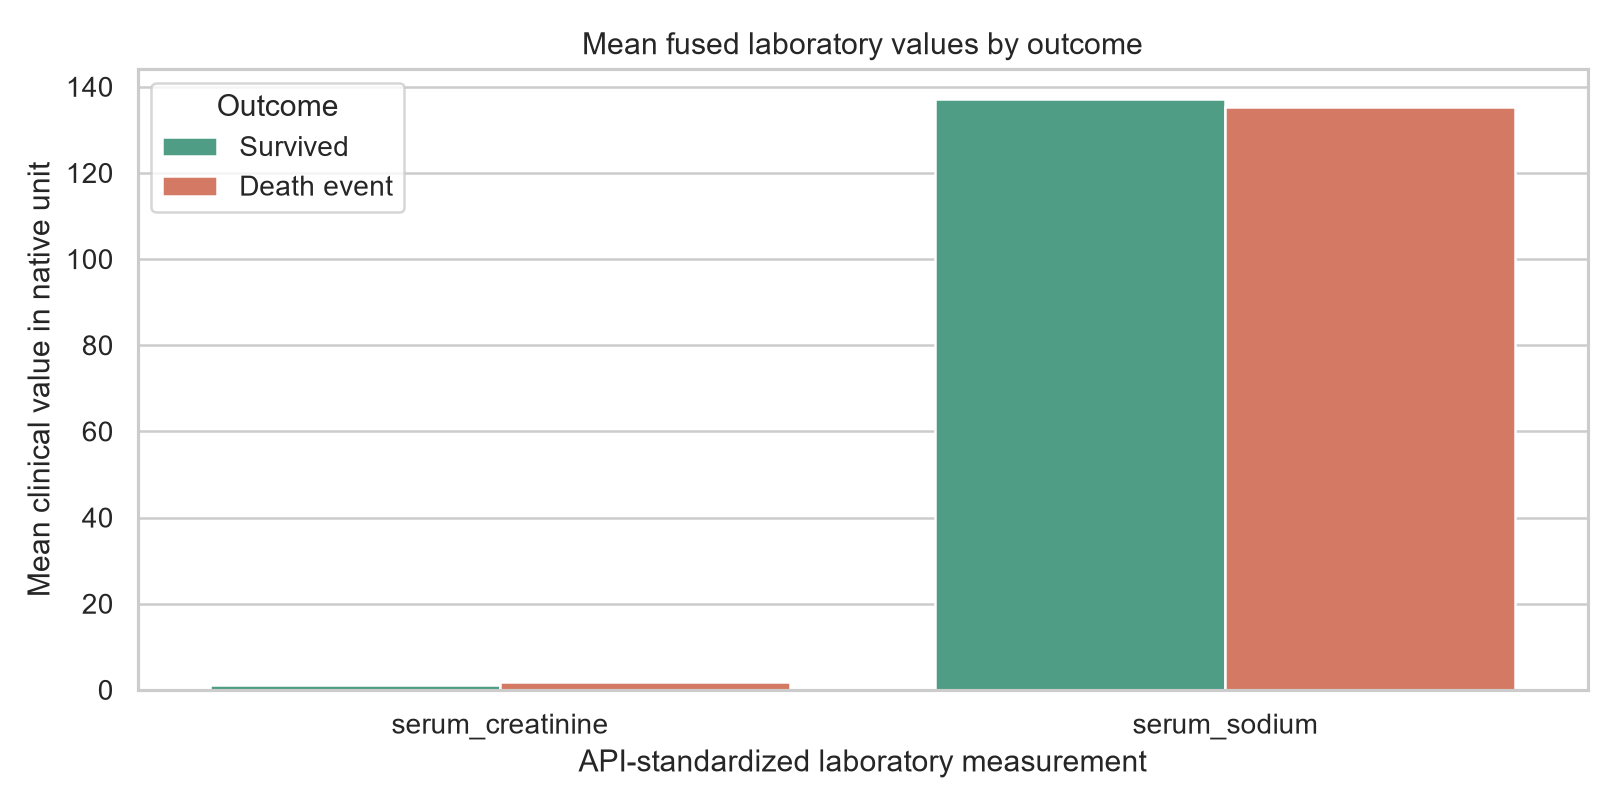 Mean fused laboratory values by outcome
Outcome
Survived
Death event
Mean clinical value in native unit
140
120
100
80
60
40
20
0
serum_creatinine
serum_sodium
API-standardized laboratory measurement